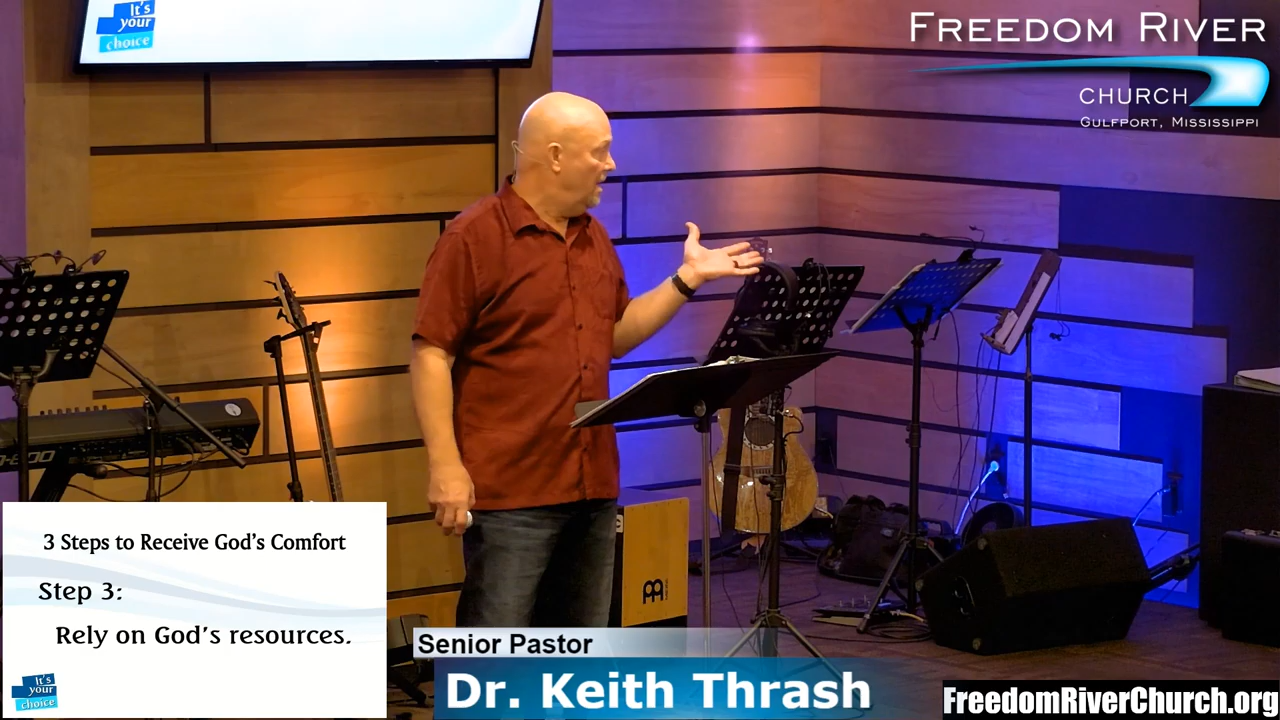 It's
your
choice
FREEDOM RIVER
CHURCH
GULFPORT, MISSISSIPPI
3 Steps to Receive God's Comfort
Step 3:
Rely on God's resources.
It's
your
choice
Senior Pastor
Dr. Keith Thrash
FreedomRiverChurch.org